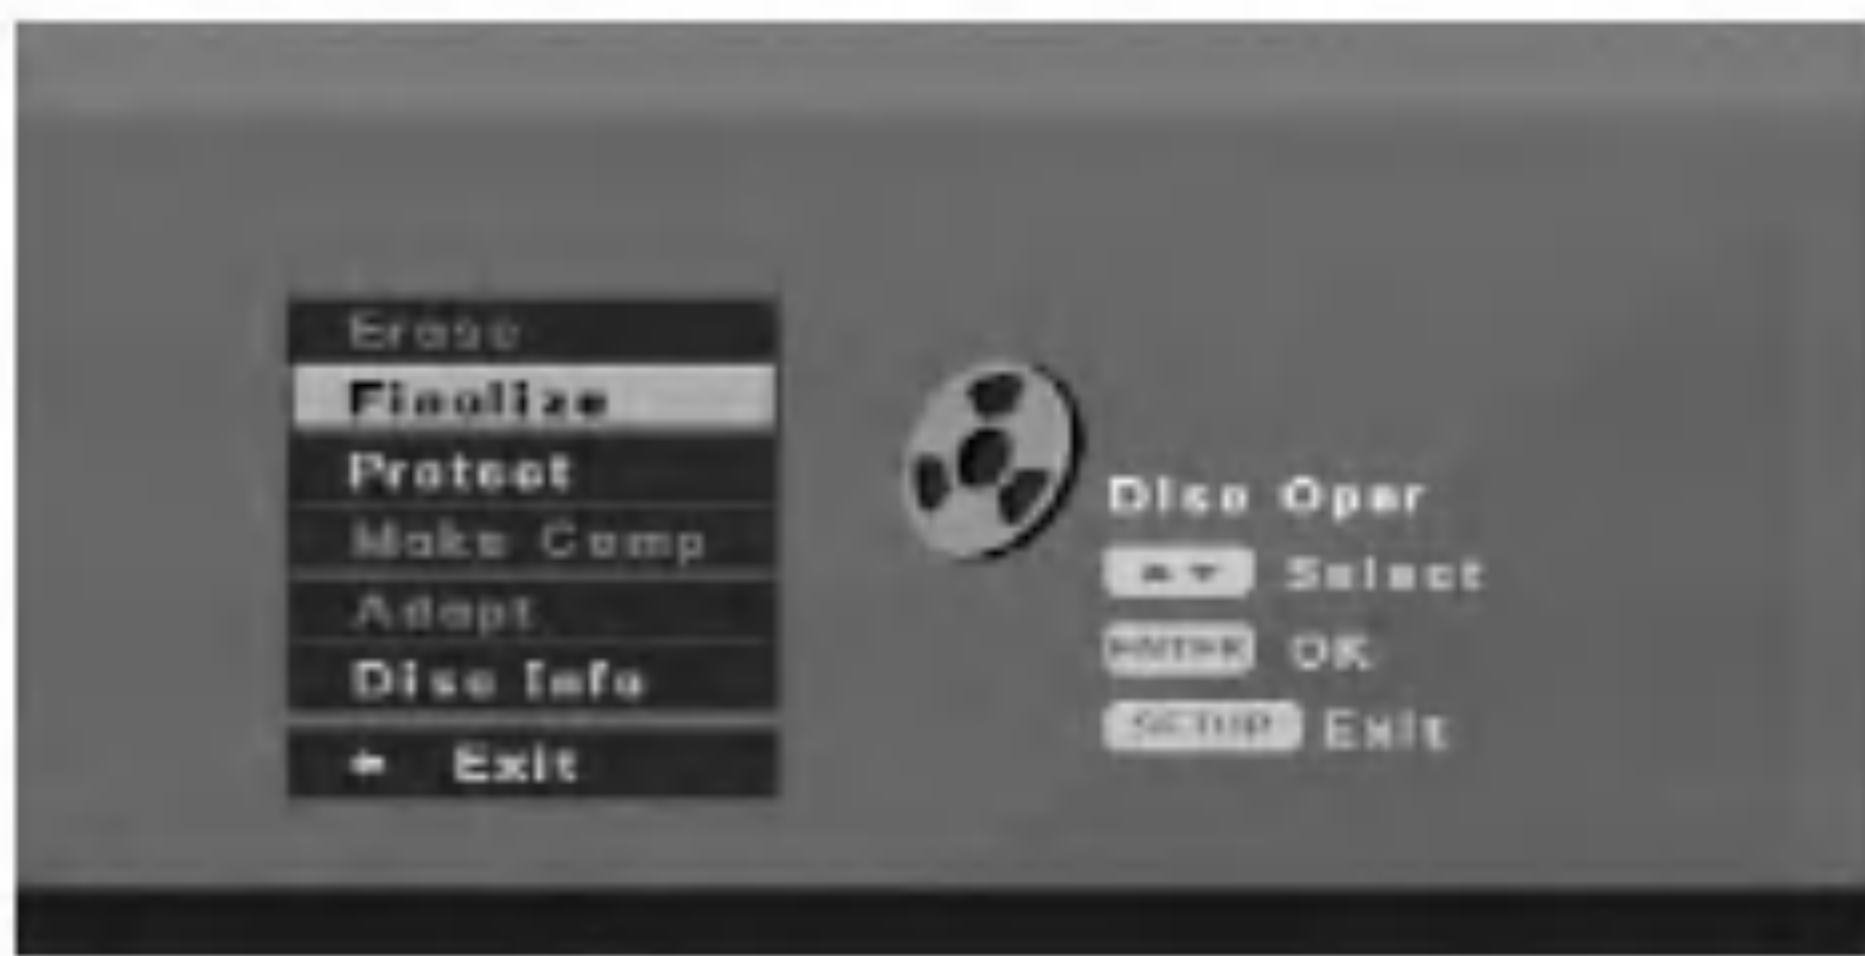 Erase
Finalize
Protect
Make Comp
Adapt
Disc Info
Exit
Disc Oper
Select
ENTER OK
SETUP Exit